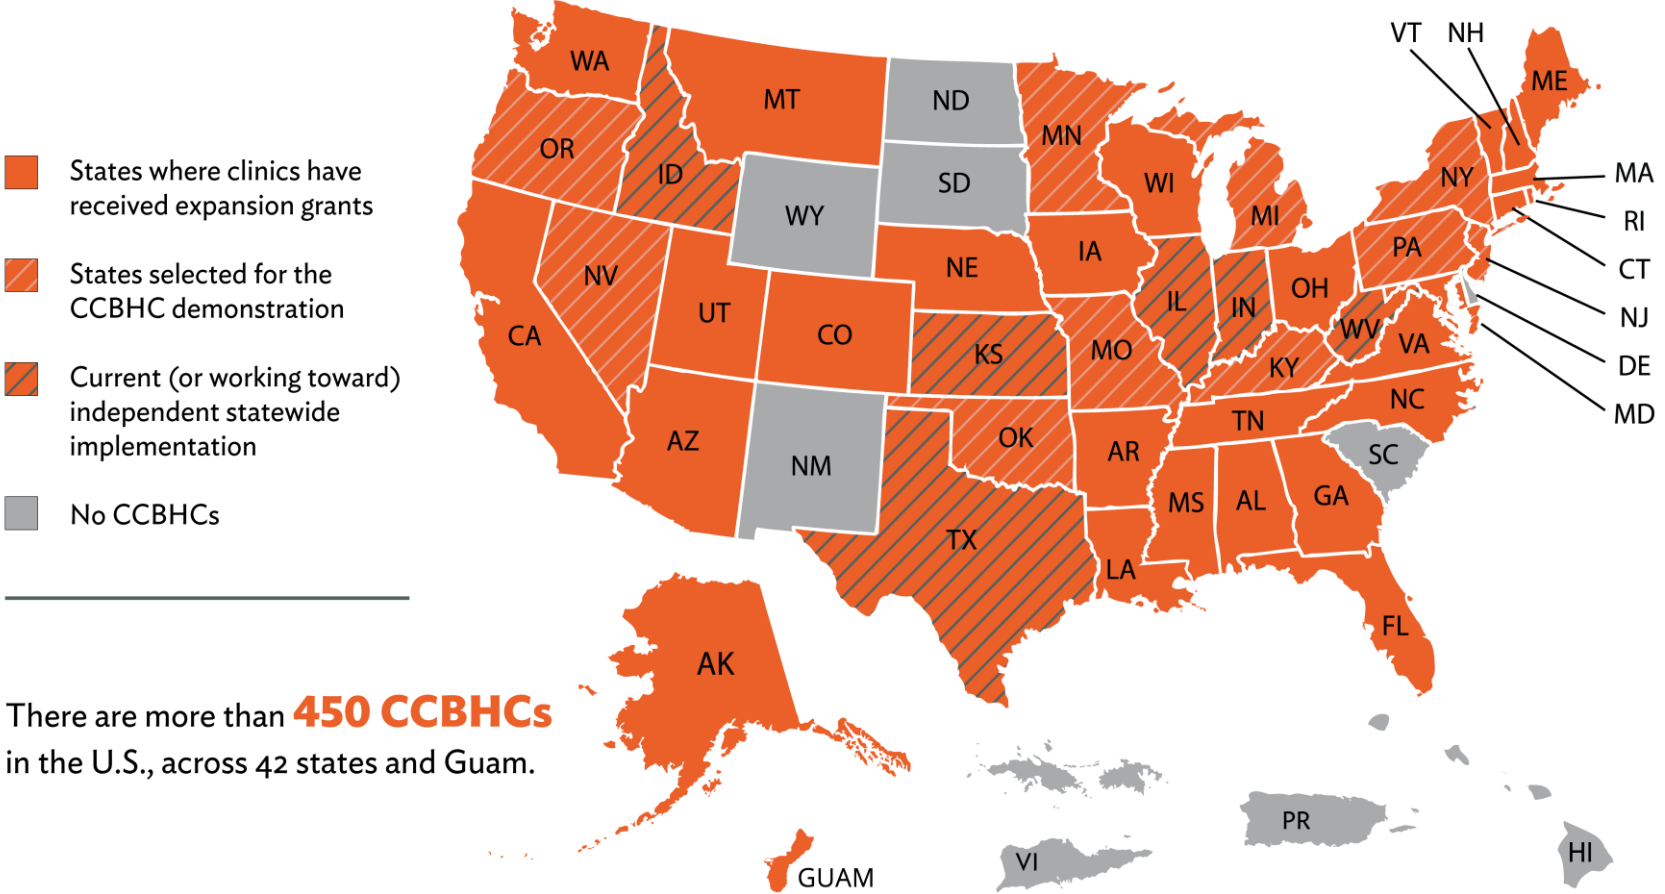 States where clinics have
received expansion grants
States selected for the
CCBHC demonstration
Current (or working toward)
independent statewide
implementation
No CCBHCs
There are more than 450 CCBHCs
in the U.S., across 42 states and Guam.
VT NH
WA
ME
MT
ND
MN
OR
ID
SD
WI
NY
MA
WY
MI
RI
NV
NE
IA
PA
CT
UT
IL
IN
OH
NJ
CA
CO
KS
MO
WV
VA
DE
KY
MD
AZ
NM
OK
AR
TN
NC
SC
TX
MS
AL
GA
LA
FL
AK
PR
VI
HI
GUAM